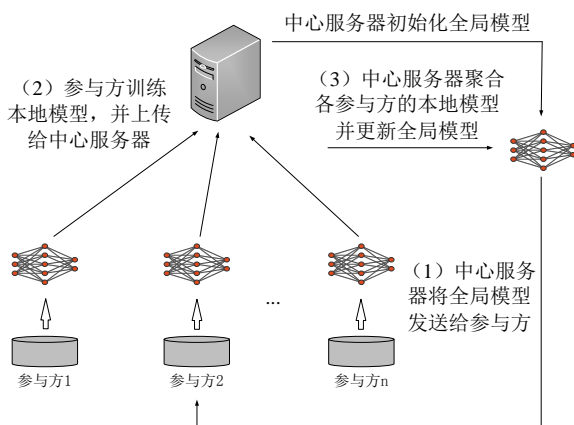 中心服务器初始化全局模型
（2）参与方训练
本地模型，并上传
给中心服务器
（3）中心服务器聚合
各参与方的本地模型
并更新全局模型
（1）中心服务
器将全局模型
发送给参与方
...
参与方1
参与方2
参与方n